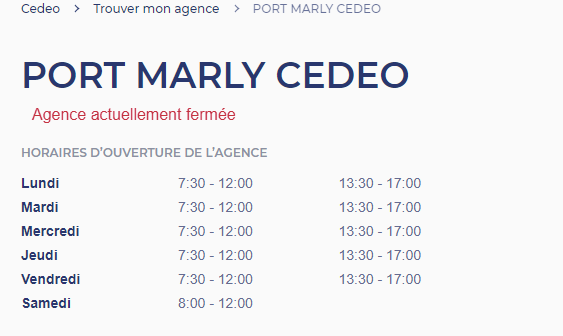 Cedeo > Trouver mon agence > PORT MARLY CEDEO
PORT MARLY CEDEO
Agence actuellement fermée
HORAIRES D'OUVERTURE DE L'AGENCE
Lundi 7:30 - 12:00 13:30 - 17:00
Mardi 7:30 - 12:00 13:30 - 17:00
Mercredi 7:30 - 12:00 13:30 - 17:00
Jeudi 7:30 - 12:00 13:30 - 17:00
Vendredi 7:30 - 12:00 13:30 - 17:00
Samedi 8:00 - 12:00